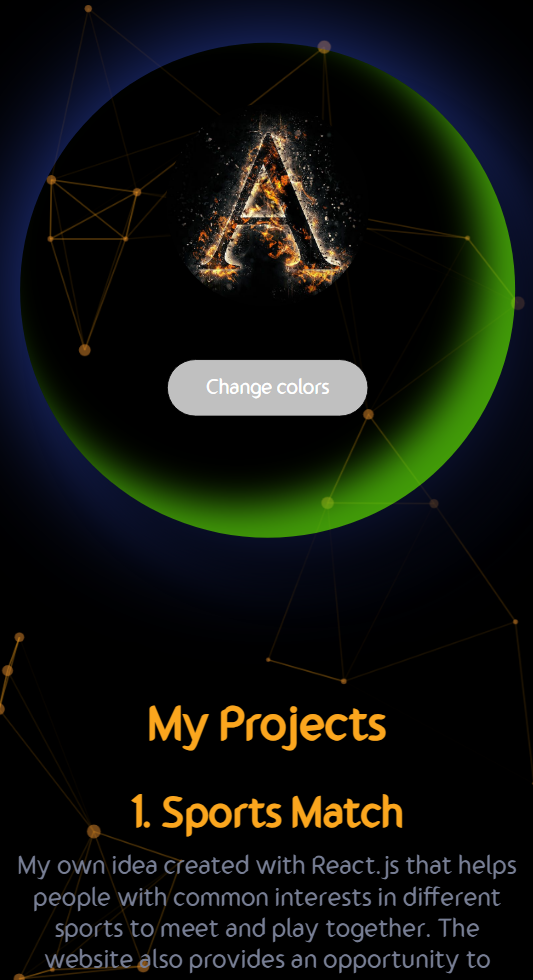 A
Change colors
My Projects
1. Sports Match
My own idea created with React.js that helps
people with common interests in different
sports to meet and play together. The
website also provides an opportunity to